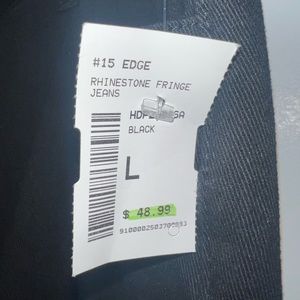 #15 EDGE
RHINESTONE FRINGE
JEANS
BLACK
L
$ 48.99